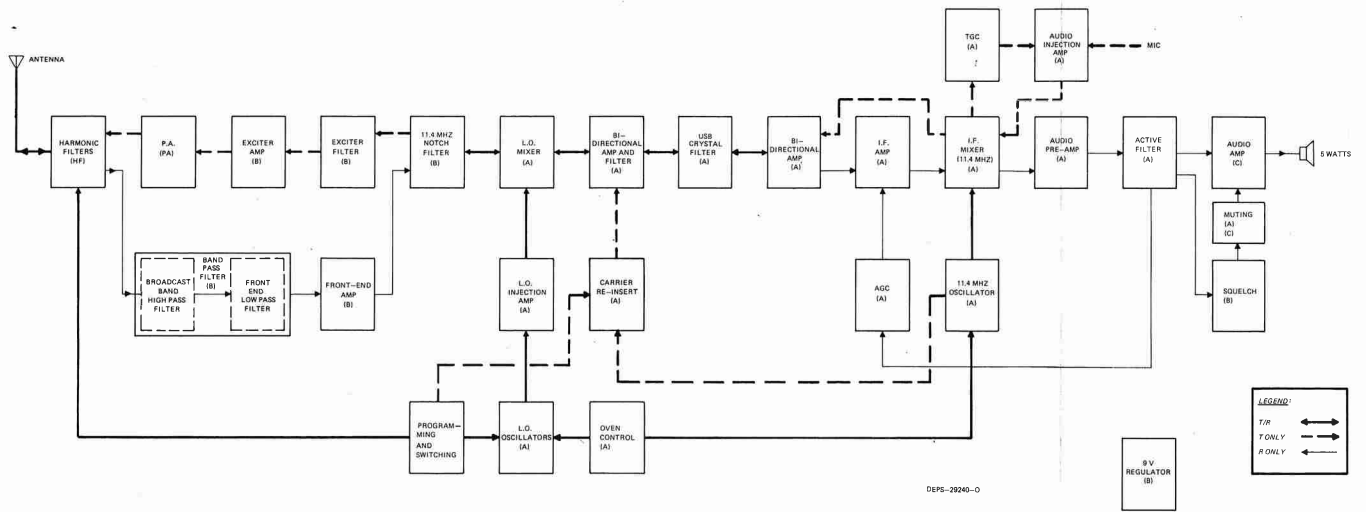 TGC
(A)
AUDIO
INJECTION
AMP
(A)
MIC
ANTENNA
HARMONIC
FILTERS
(HF)
P.A.
(PA)
EXCITER
AMP
(B)
EXCITER
FILTER
(B)
11.4 MHZ
NOTCH
FILTER
(B)
L.O.
MIXER
(A)
BI-
DIRECTIONAL
AMP AND
FILTER
(A)
USB
CRYSTAL
FILTER
(A)
BI-
DIRECTIONAL
AMP
(A)
I.F.
AMP
(A)
I.F.
MIXER
(11.4 MHZ)
(A)
AUDIO
PRE-AMP
(A)
ACTIVE
FILTER
(A)
AUDIO
AMP
(C)
5 WATTS
MUTING
(A)
(C)
BAND
PASS
FILTER
(B)
BROADCAST
BAND
HIGH PASS
FILTER
FRONT
END
LOW PASS
FILTER
FRONT-END
AMP
(B)
L.O.
INJECTION
AMP
(A)
CARRIER
RE-INSERT
(A)
AGC
(A)
11.4 MHZ
OSCILLATOR
(A)
SQUELCH
(B)
PROGRAM-
MING
AND
SWITCHING
L.O.
OSCILLATORS
(A)
OVEN
CONTROL
(A)
9 V
REGULATOR
(B)
LEGEND:
T/R
T ONLY
R ONLY
DEPS-29240-O